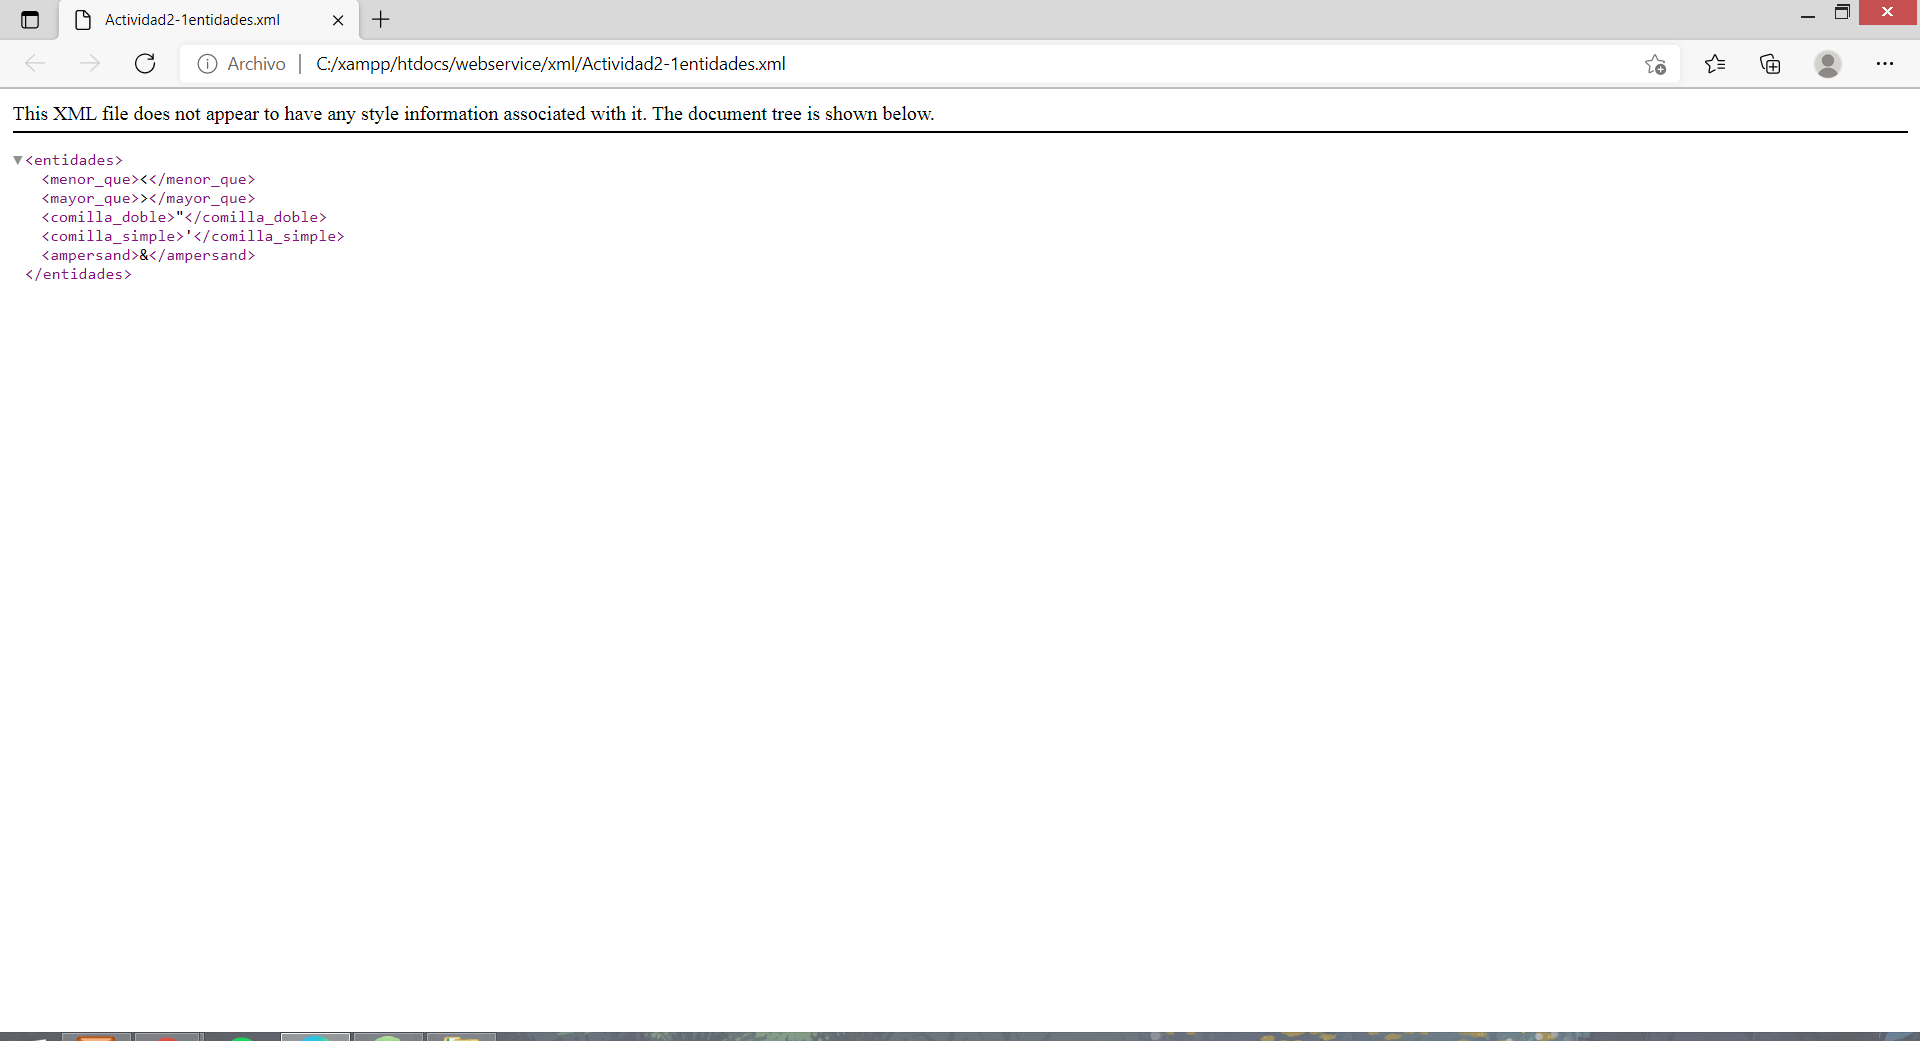 Actividad2-1entidades.xml
Archivo | C:/xampp/htdocs/webservice/xml/Actividad2-1entidades.xml
This XML file does not appear to have any style information associated with it. The document tree is shown below.
<entidades>
<menor_que><</menor_que>
<mayor_que>></mayor_que>
<comilla_doble>"</comilla_doble>
<comilla_simple>'</comilla_simple>
<ampersand>&</ampersand>
</entidades>